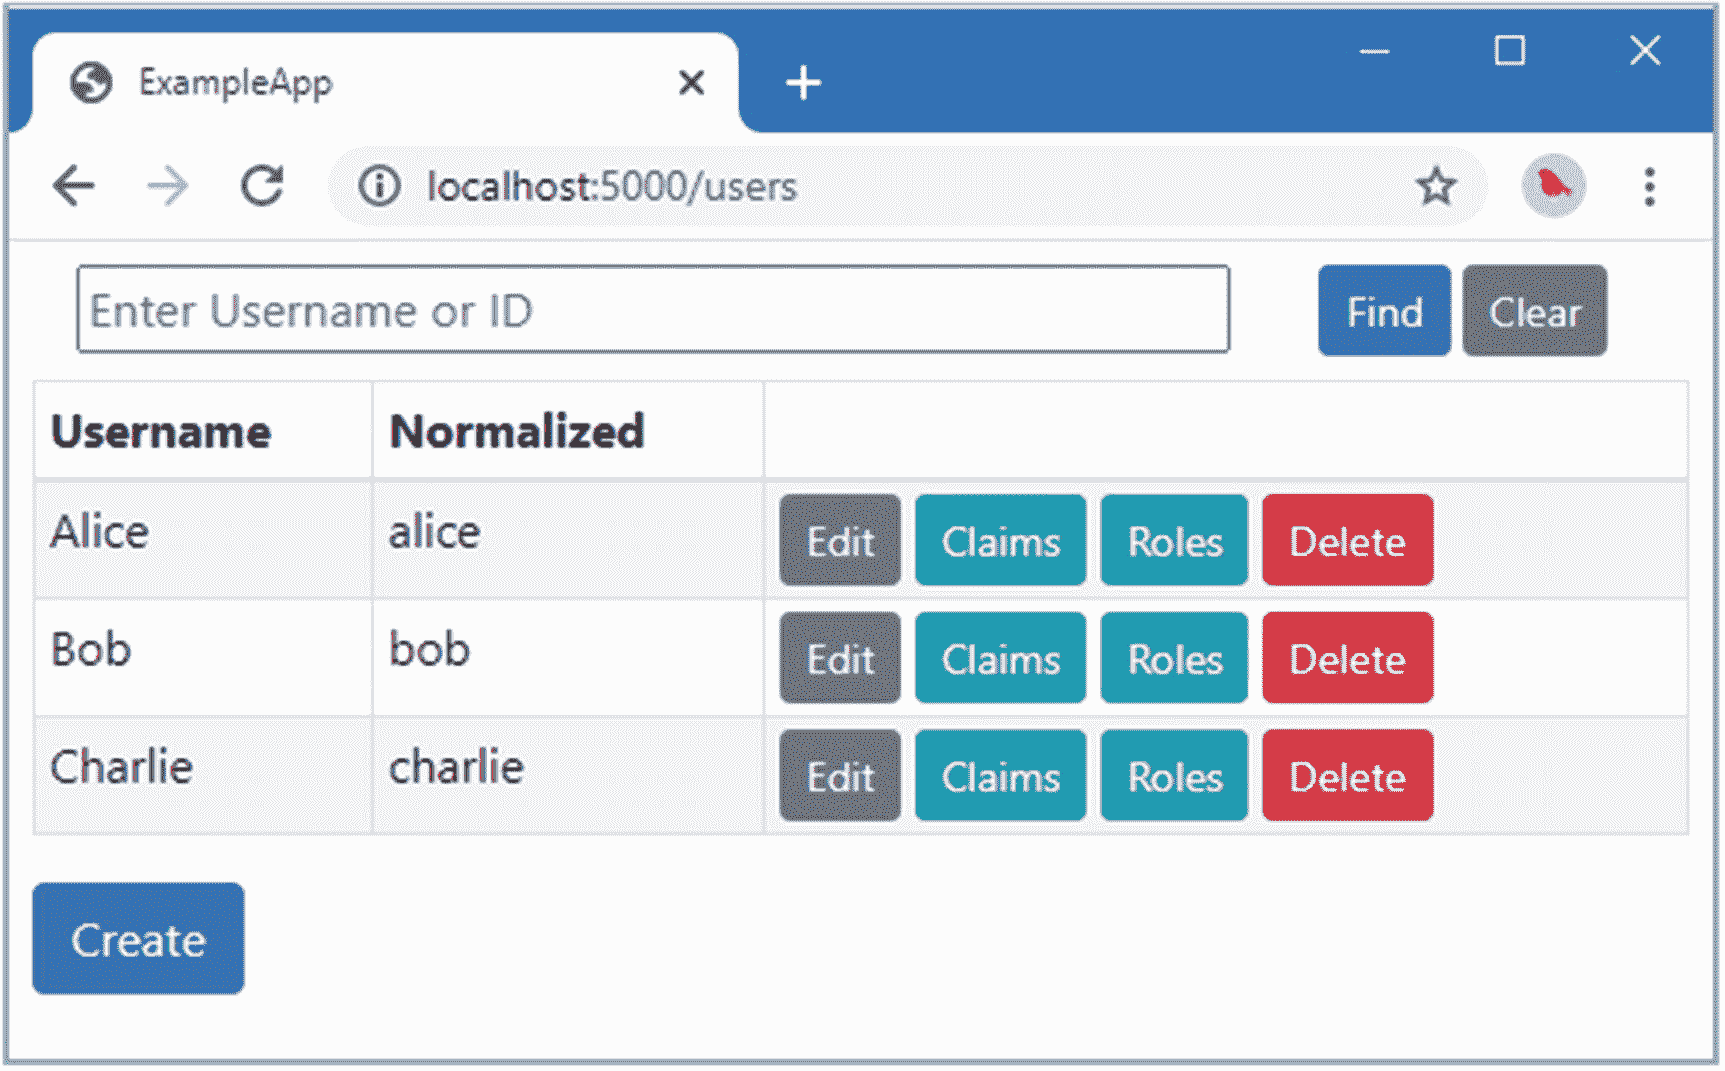 ExampleApp
localhost:5000/users
Enter Username or ID Find Clear
Username Normalized
Alice alice Edit Claims Roles Delete
Bob bob Edit Claims Roles Delete
Charlie charlie Edit Claims Roles Delete
Create